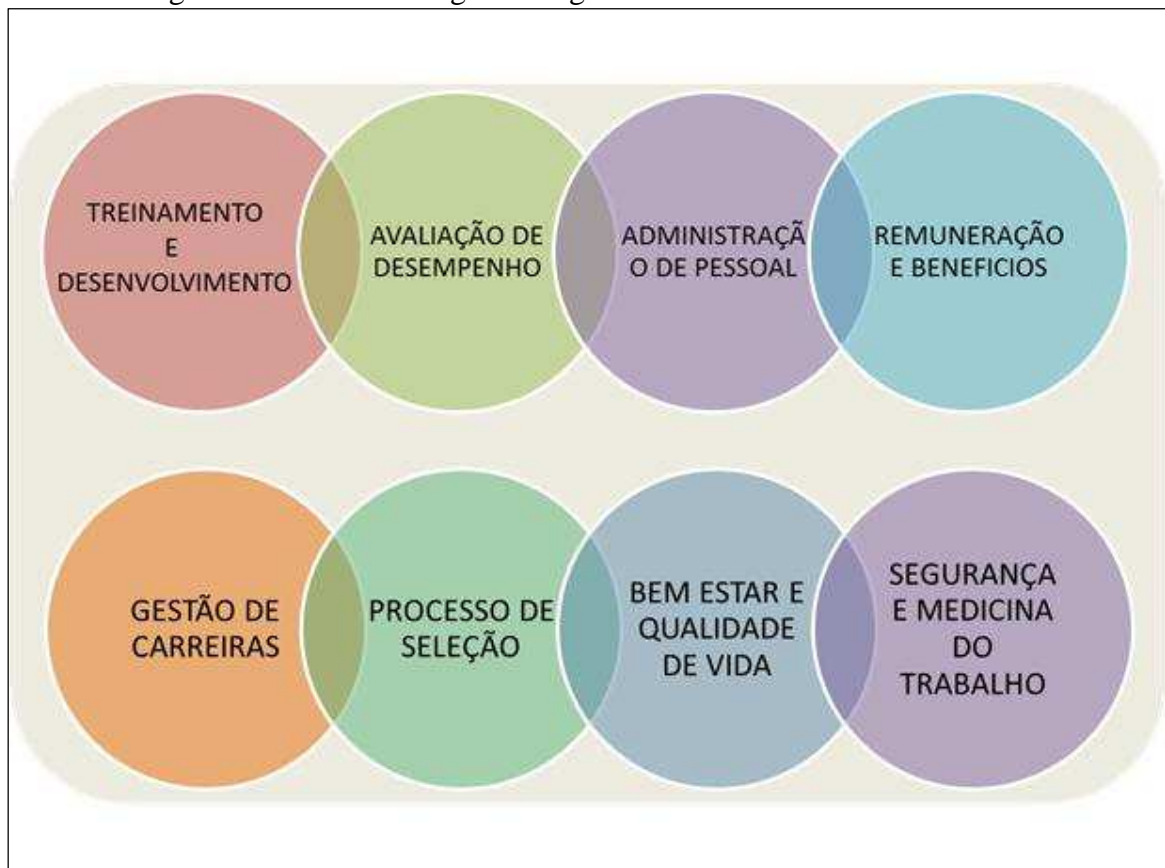 TREINAMENTO
E
DESENVOLVIMENTO
AVALIAÇÃO DE
DESEMPENHO
ADMINISTRAÇÃ
O DE PESSOAL
REMUNERAÇÃO
E BENEFICIOS
GESTÃO DE
CARREIRAS
PROCESSO DE
SELEÇÃO
BEM ESTAR E
QUALIDADE
DE VIDA
SEGURANÇA
E MEDICINA
DO
TRABALHO